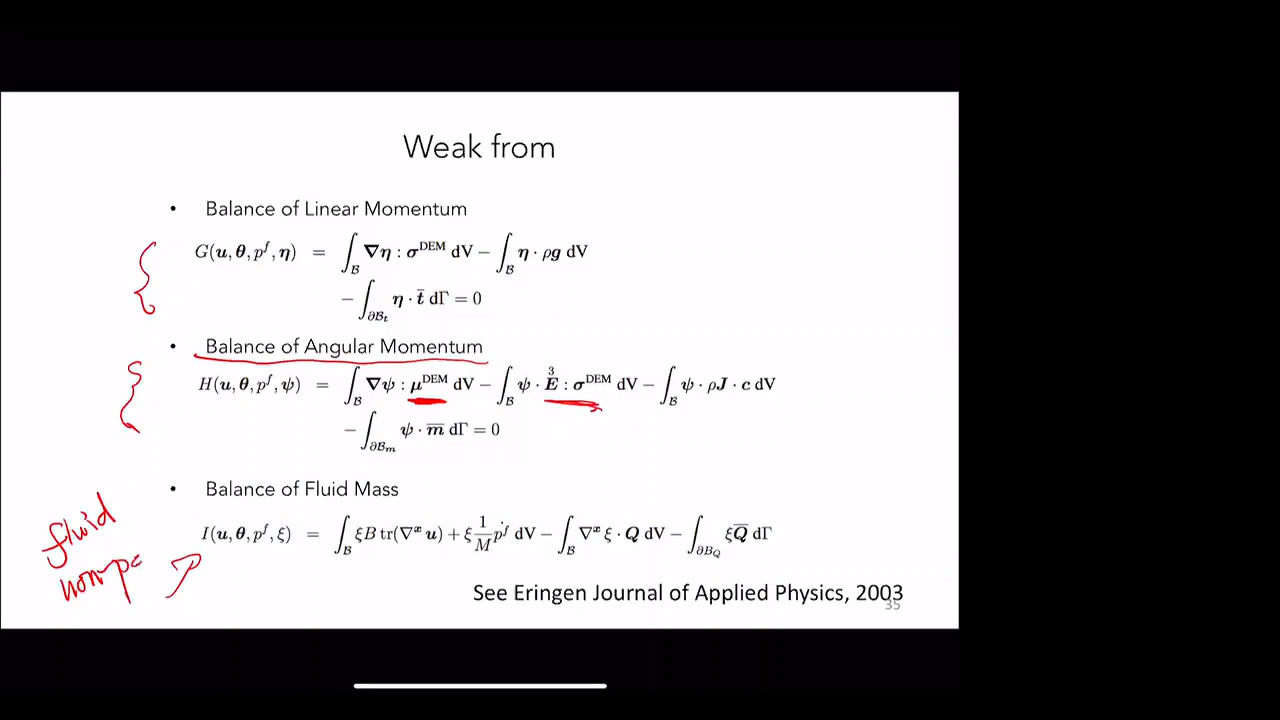 Weak from
• Balance of Linear Momentum
G(u, θ, p^f, η) = ∫_B ∇η : σ^DEM dV − ∫_B η · ρg dV
− ∫_∂B_t η · t̄ dΓ = 0
• Balance of Angular Momentum
H(u, θ, p^f, ψ) = ∫_B ∇ψ : μ^DEM dV − ∫_B ψ · E^3 : σ^DEM dV − ∫_B ψ · ρJ · c dV
− ∫_∂B_m ψ · m̅ dΓ = 0
• Balance of Fluid Mass
I(u, θ, p^f, ξ) = ∫_B ξB tr(∇^x u) + ξ 1/M ṗ^f dV − ∫_B ∇^x ξ · Q dV − ∫_∂B_Q ξQ̅ dΓ
fluid
See Eringen Journal of Applied Physics, 2003
35